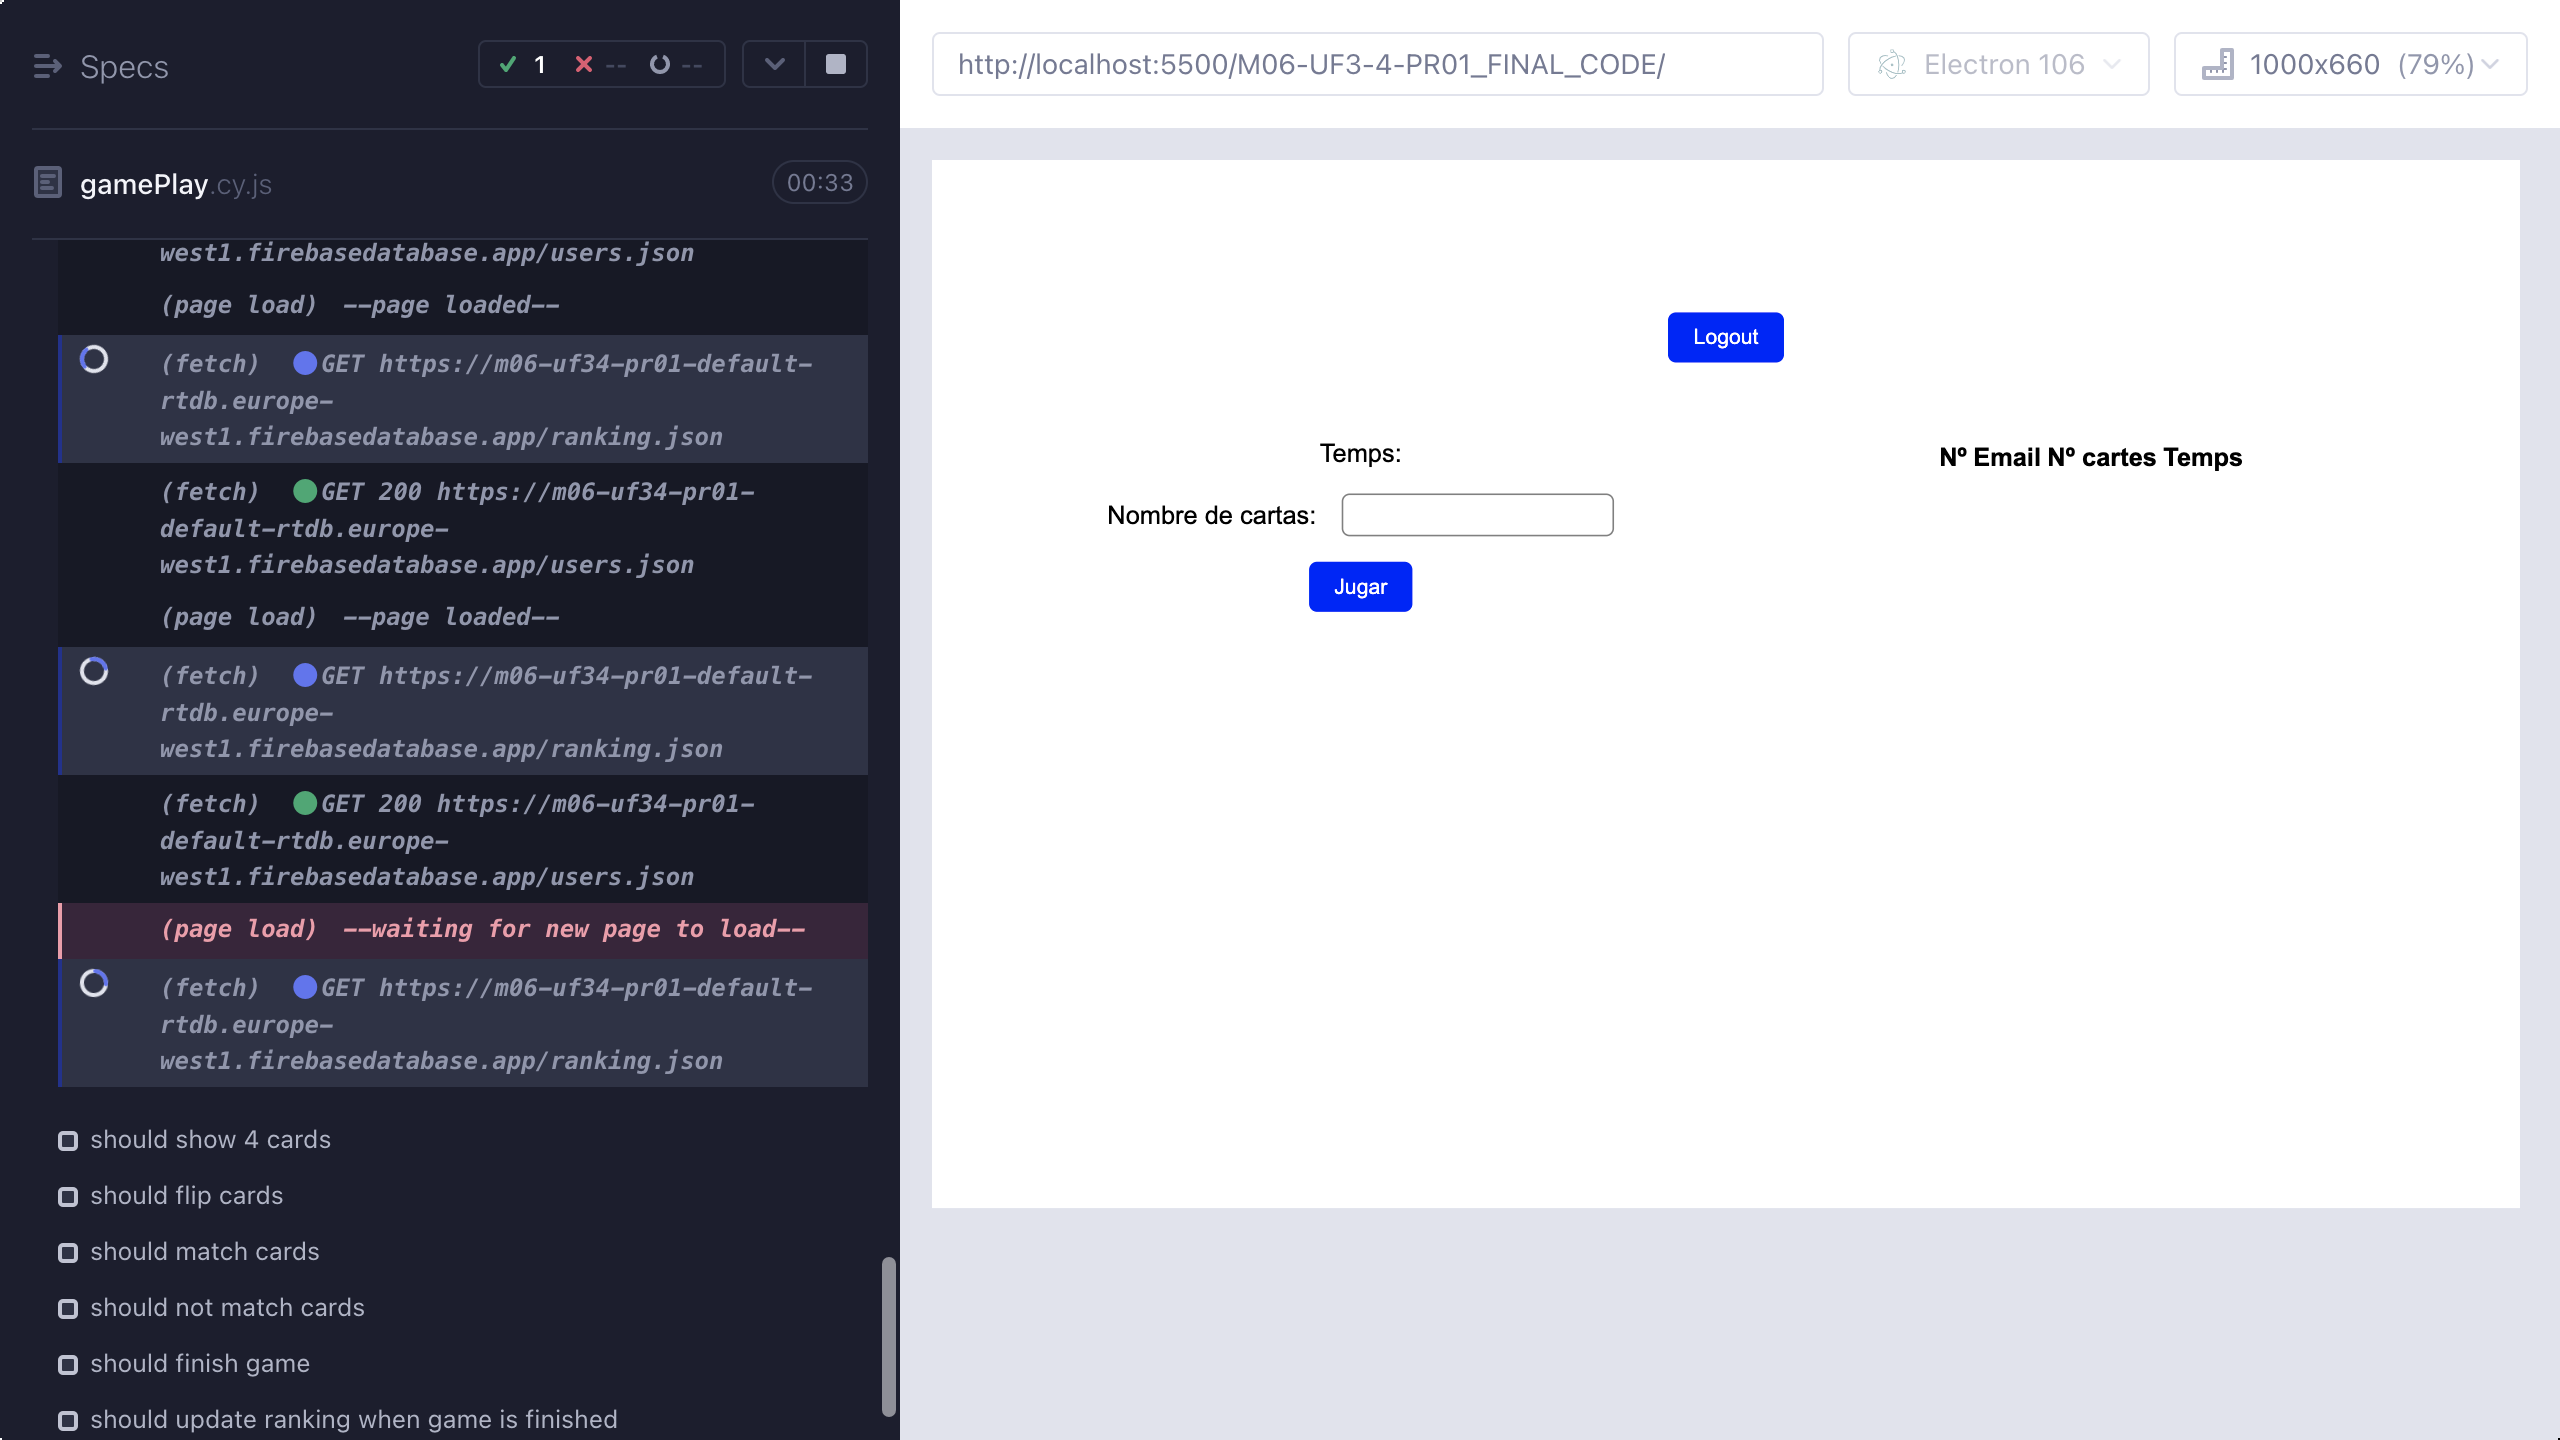 Specs
1 -- --
gamePlay.cy.js
00:33
west1.firebasedatabase.app/users.json
(page load) --page loaded--
(fetch) GET https://m06-uf34-pr01-default-
rtdb.europe-
west1.firebasedatabase.app/ranking.json
(fetch) GET 200 https://m06-uf34-pr01-
default-rtdb.europe-
west1.firebasedatabase.app/users.json
(page load) --page loaded--
(fetch) GET https://m06-uf34-pr01-default-
rtdb.europe-
west1.firebasedatabase.app/ranking.json
(fetch) GET 200 https://m06-uf34-pr01-
default-rtdb.europe-
west1.firebasedatabase.app/users.json
(page load) --waiting for new page to load--
(fetch) GET https://m06-uf34-pr01-default-
rtdb.europe-
west1.firebasedatabase.app/ranking.json
should show 4 cards
should flip cards
should match cards
should not match cards
should finish game
should update ranking when game is finished
http://localhost:5500/M06-UF3-4-PR01_FINAL_CODE/
Electron 106
1000x660 (79%)
Logout
Temps:
Nombre de cartas:
Jugar
Nº Email Nº cartes Temps